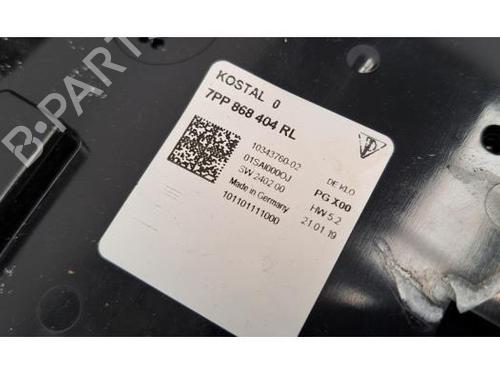 KOSTAL 0
7PP 868 404 RL
10343760-02
01SAI0000J
SW 2402 00
Made in Germany
101101111000
DE KLO
PG X00
HW 5.2
21.01.19
B-PARTS